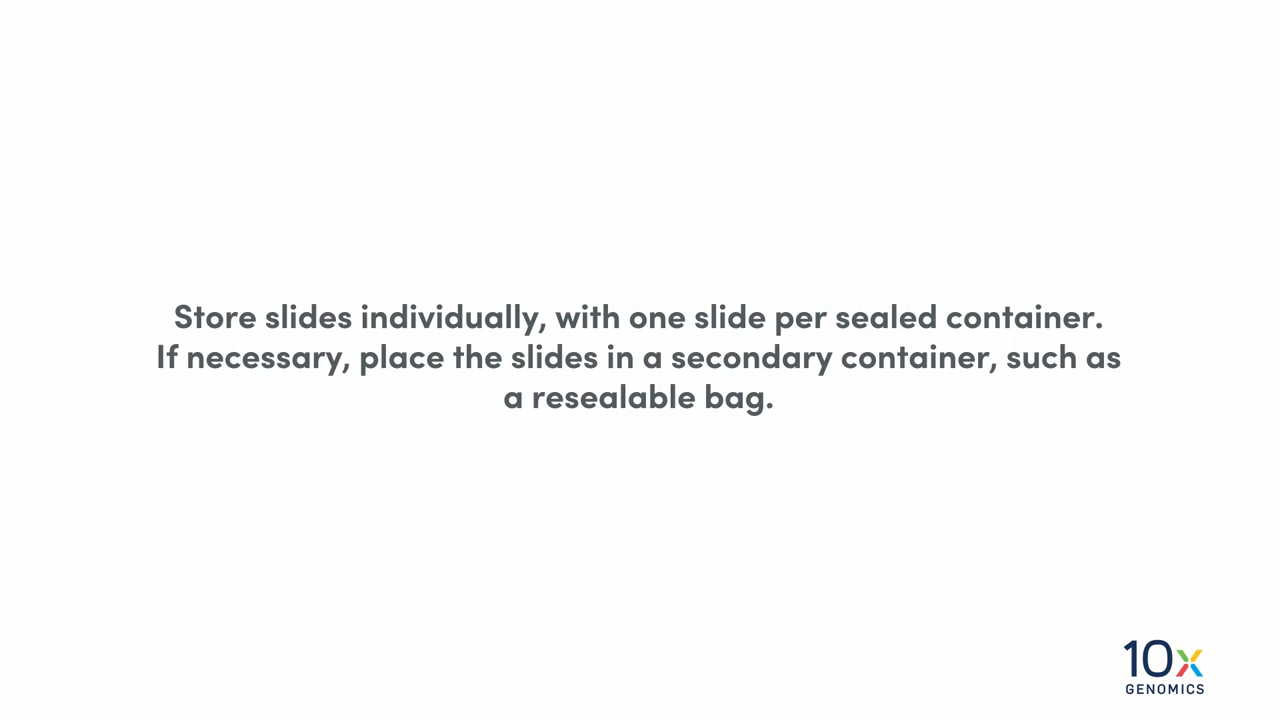 Store slides individually, with one slide per sealed container.
If necessary, place the slides in a secondary container, such as
a resealable bag.
10x
GENOMICS